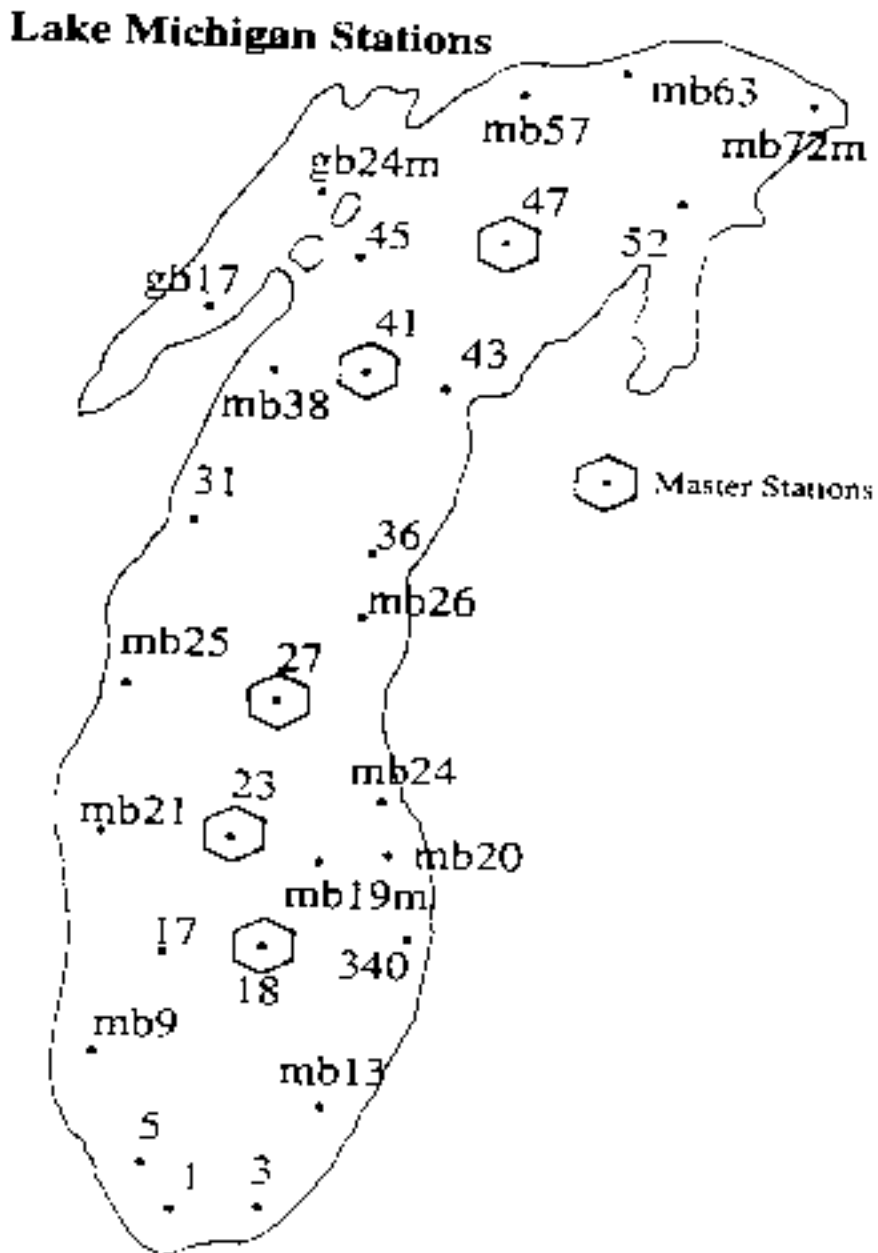 Lake Michigan Stations
mb63
mb57
mb72m
gb24m
47
45
52
gb17
41
43
mb38
31
Master Stations
36
mb26
mb25
27
mb24
23
mb21
mb20
mb19m
17
340
18
mb9
mb13
5
1
3